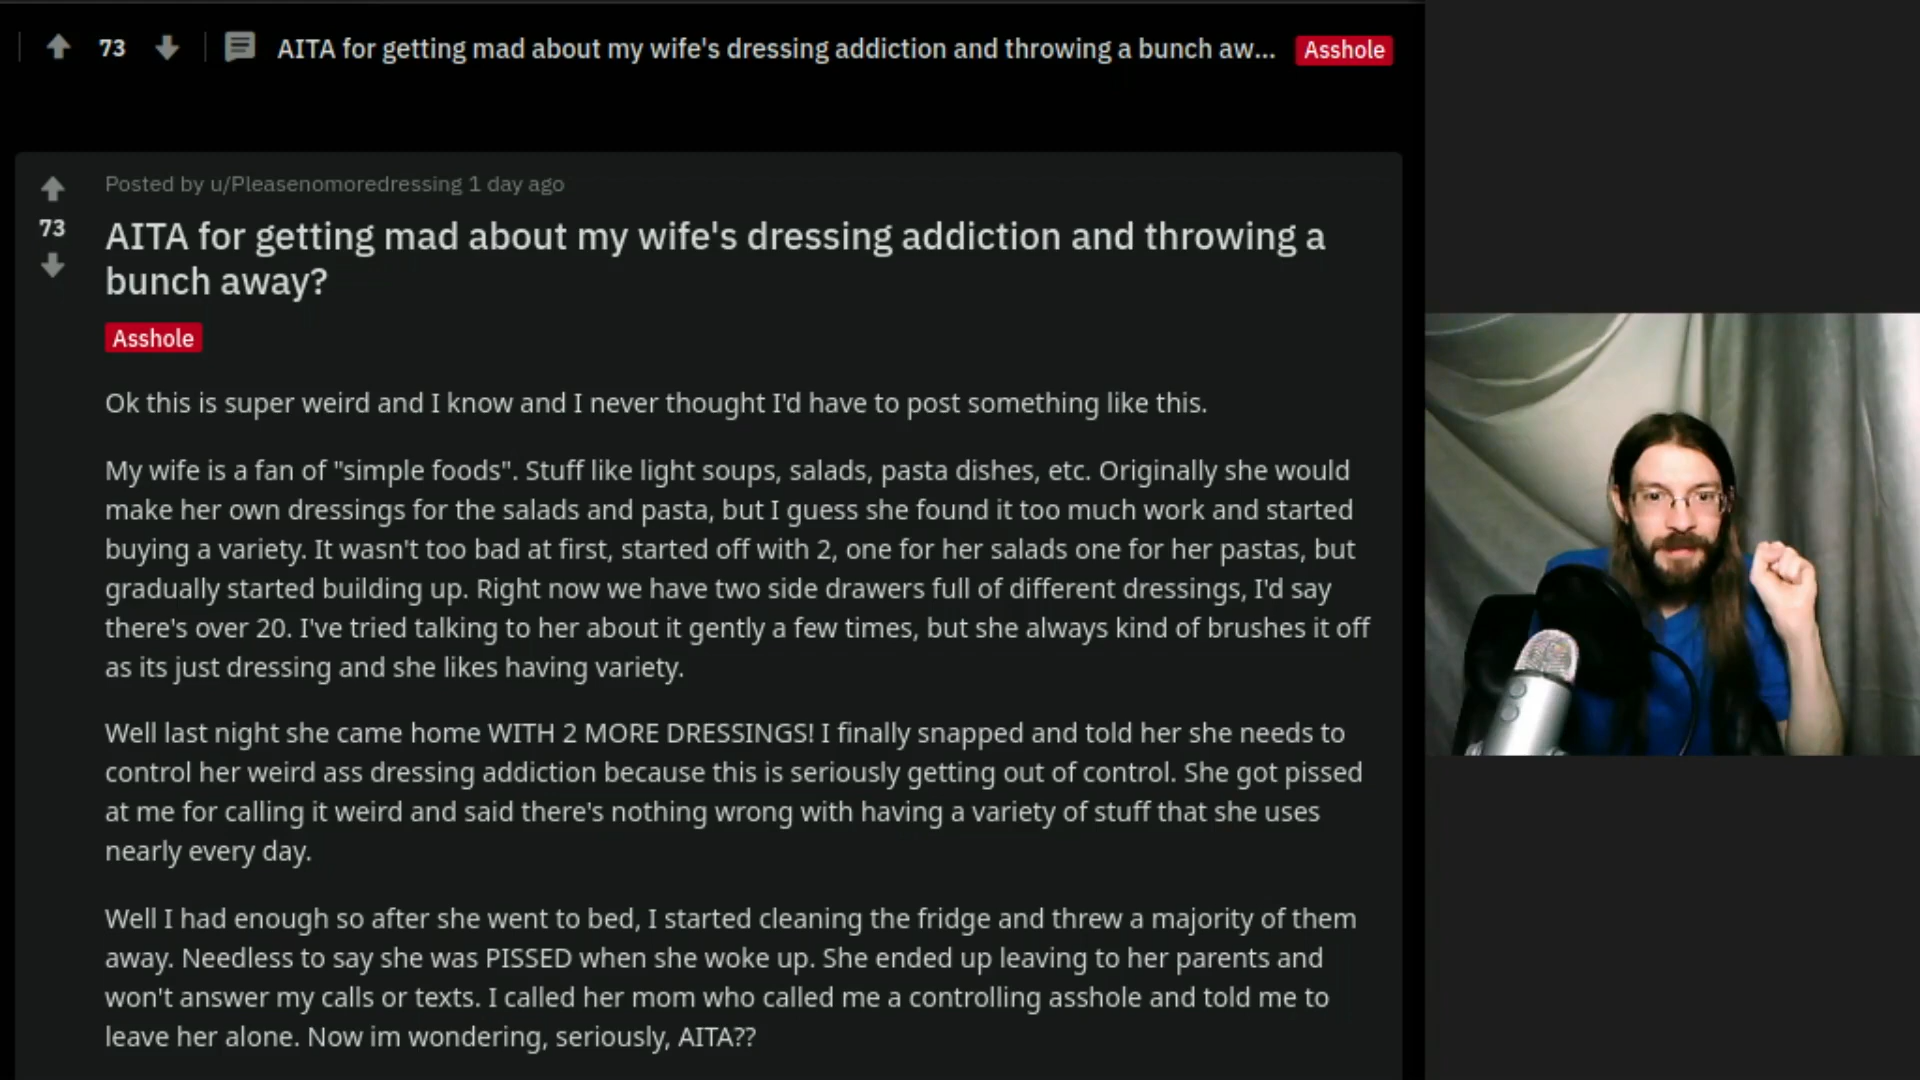 73 AITA for getting mad about my wife's dressing addiction and throwing a bunch aw... Asshole
Posted by u/Pleasenomoredressing 1 day ago
73
AITA for getting mad about my wife's dressing addiction and throwing a
bunch away?
Asshole
Ok this is super weird and I know and I never thought I'd have to post something like this.
My wife is a fan of "simple foods". Stuff like light soups, salads, pasta dishes, etc. Originally she would
make her own dressings for the salads and pasta, but I guess she found it too much work and started
buying a variety. It wasn't too bad at first, started off with 2, one for her salads one for her pastas, but
gradually started building up. Right now we have two side drawers full of different dressings, I'd say
there's over 20. I've tried talking to her about it gently a few times, but she always kind of brushes it off
as its just dressing and she likes having variety.
Well last night she came home WITH 2 MORE DRESSINGS! I finally snapped and told her she needs to
control her weird ass dressing addiction because this is seriously getting out of control. She got pissed
at me for calling it weird and said there's nothing wrong with having a variety of stuff that she uses
nearly every day.
Well I had enough so after she went to bed, I started cleaning the fridge and threw a majority of them
away. Needless to say she was PISSED when she woke up. She ended up leaving to her parents and
won't answer my calls or texts. I called her mom who called me a controlling asshole and told me to
leave her alone. Now im wondering, seriously, AITA??